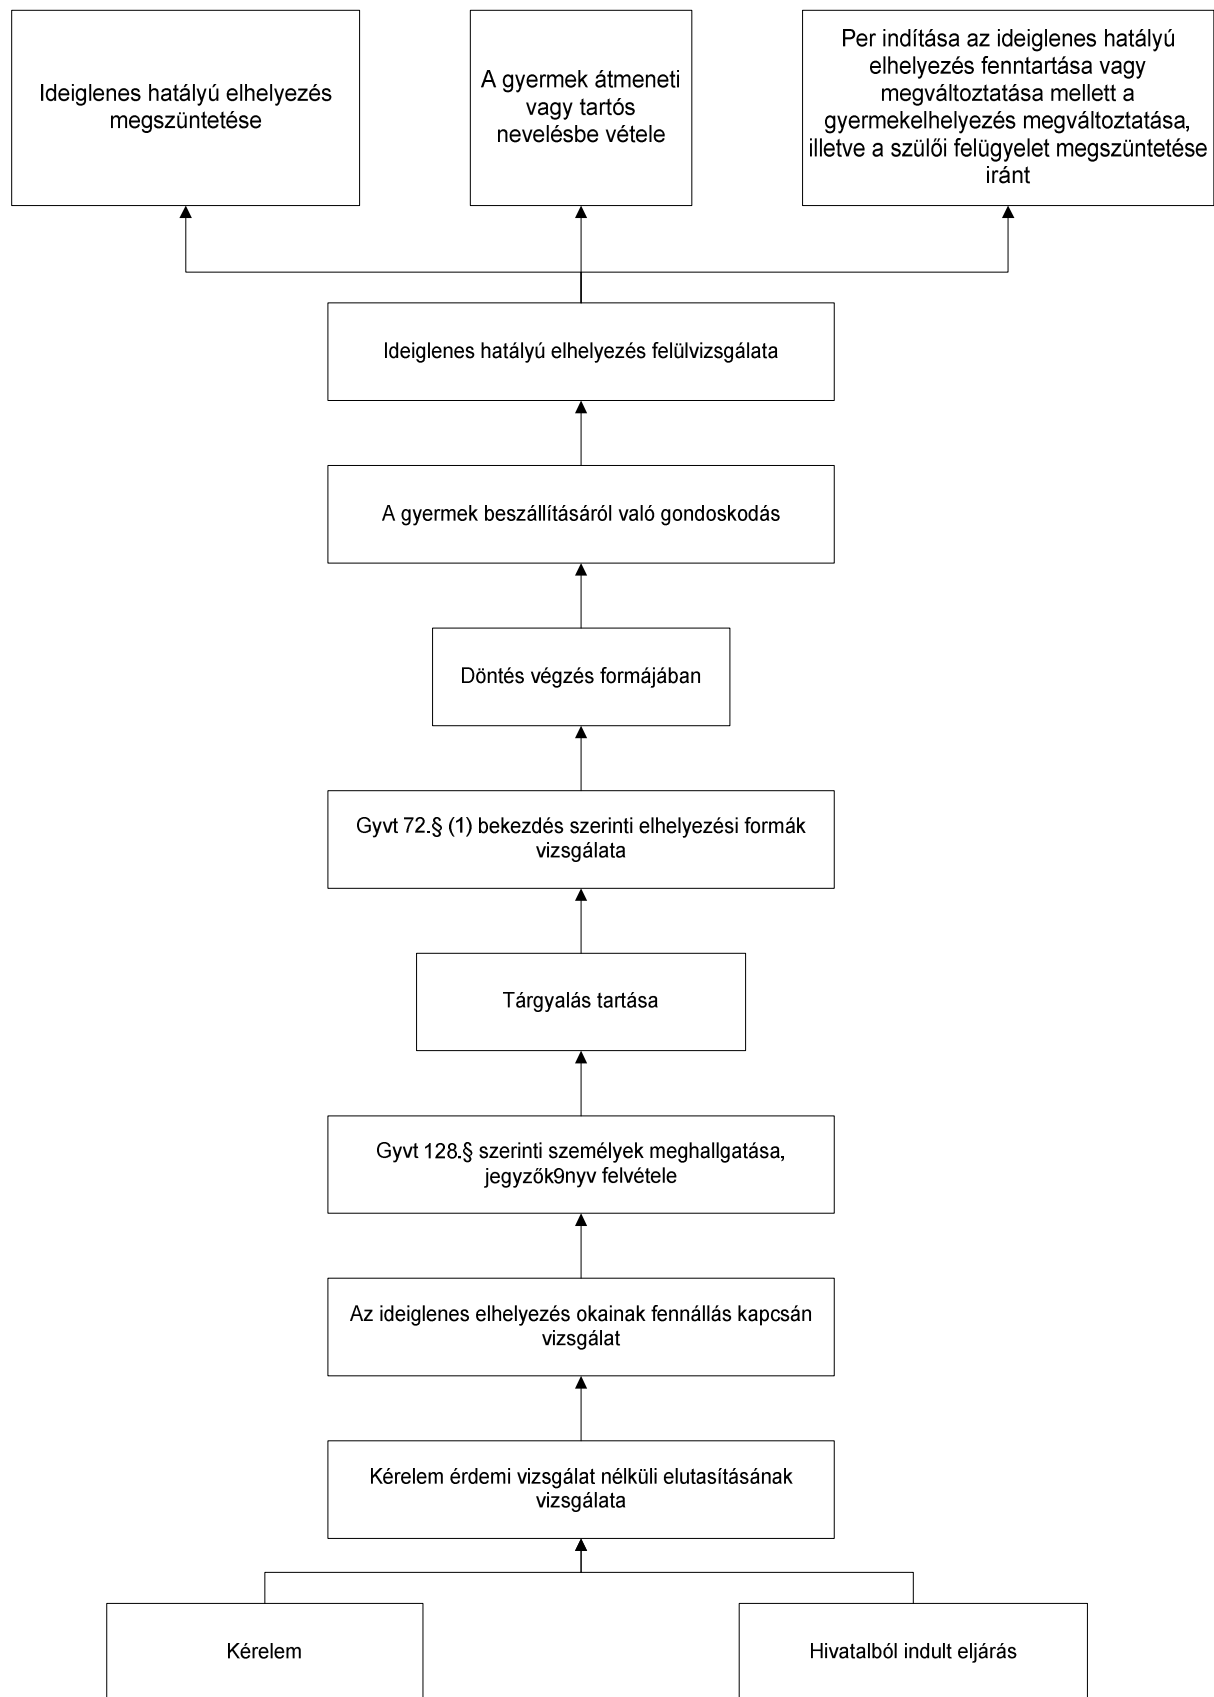 Ideiglenes hatályú elhelyezés
megszüntetése
A gyermek átmeneti
vagy tartós
nevelésbe vétele
Per indítása az ideiglenes hatályú
elhelyezés fenntartása vagy
megváltoztatása mellett a
gyermekelhelyezés megváltoztatása,
illetve a szülői felügyelet megszüntetése
iránt
Ideiglenes hatályú elhelyezés felülvizsgálata
A gyermek beszállításáról való gondoskodás
Döntés végzés formájában
Gyvt 72.§ (1) bekezdés szerinti elhelyezési formák
vizsgálata
Tárgyalás tartása
Gyvt 128.§ szerinti személyek meghallgatása,
jegyzők9nyv felvétele
Az ideiglenes elhelyezés okainak fennállás kapcsán
vizsgálat
Kérelem érdemi vizsgálat nélküli elutasításának
vizsgálata
Kérelem
Hivatalból indult eljárás